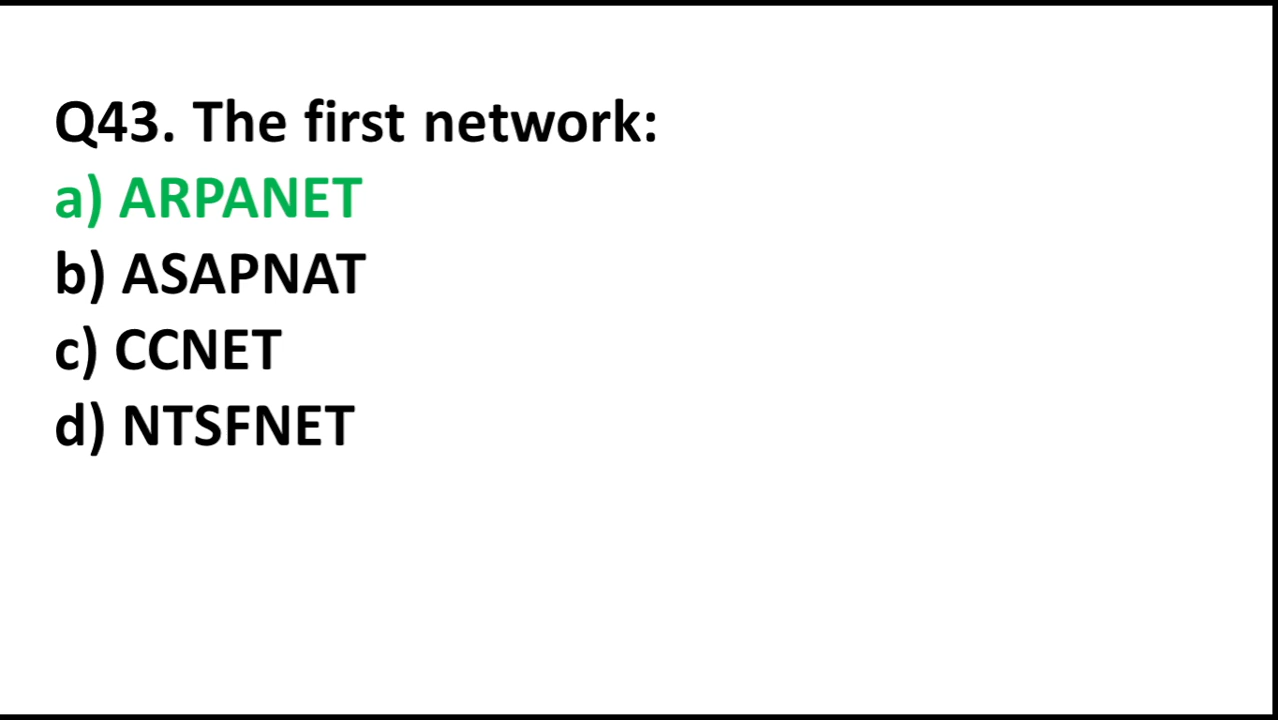 Q43. The first network:
a) ARPANET
b) ASAPNAT
c) CCNET
d) NTSFNET